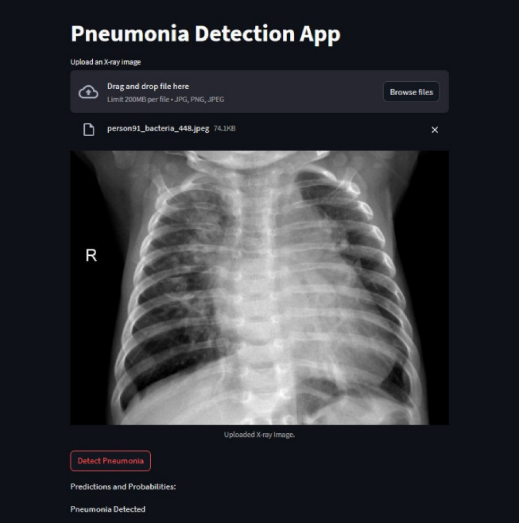 Pneumonia Detection App
Upload an X-ray image
Drag and drop file here
Limit 200MB per file • JPG, PNG, JPEG
Browse files
person91_bacteria_448.jpeg 74.1KB
R
Uploaded X-ray Image.
Detect Pneumonia
Predictions and Probabilities:
Pneumonia Detected